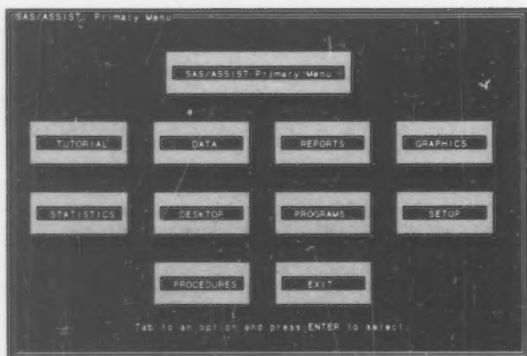 SAS/ASSIST: Primary Menu
SAS/ASSIST Primary Menu
TUTORIAL DATA REPORTS GRAPHICS
STATISTICS DESKTOP PROGRAMS SETUP
PROCEDURES EXIT
Tab to an option and press ENTER to select.